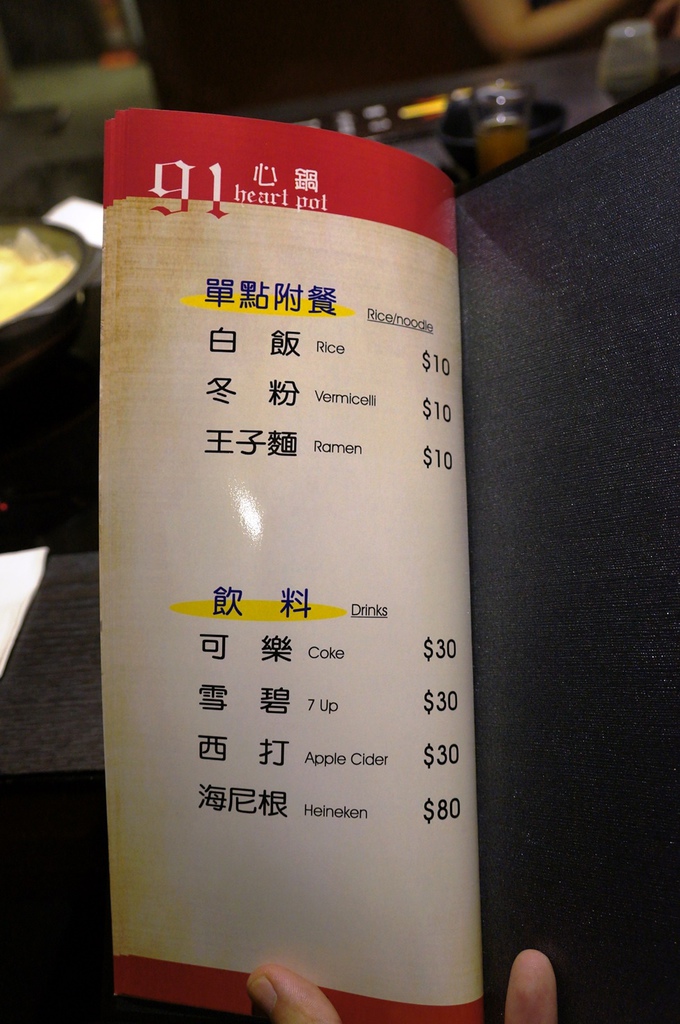 91 心鍋
heart pot
單點附餐 Rice/noodle
白飯 Rice $10
冬粉 Vermicelli $10
王子麵 Ramen $10
飲料 Drinks
可樂 Coke $30
雪碧 7 Up $30
西打 Apple Cider $30
海尼根 Heineken $80